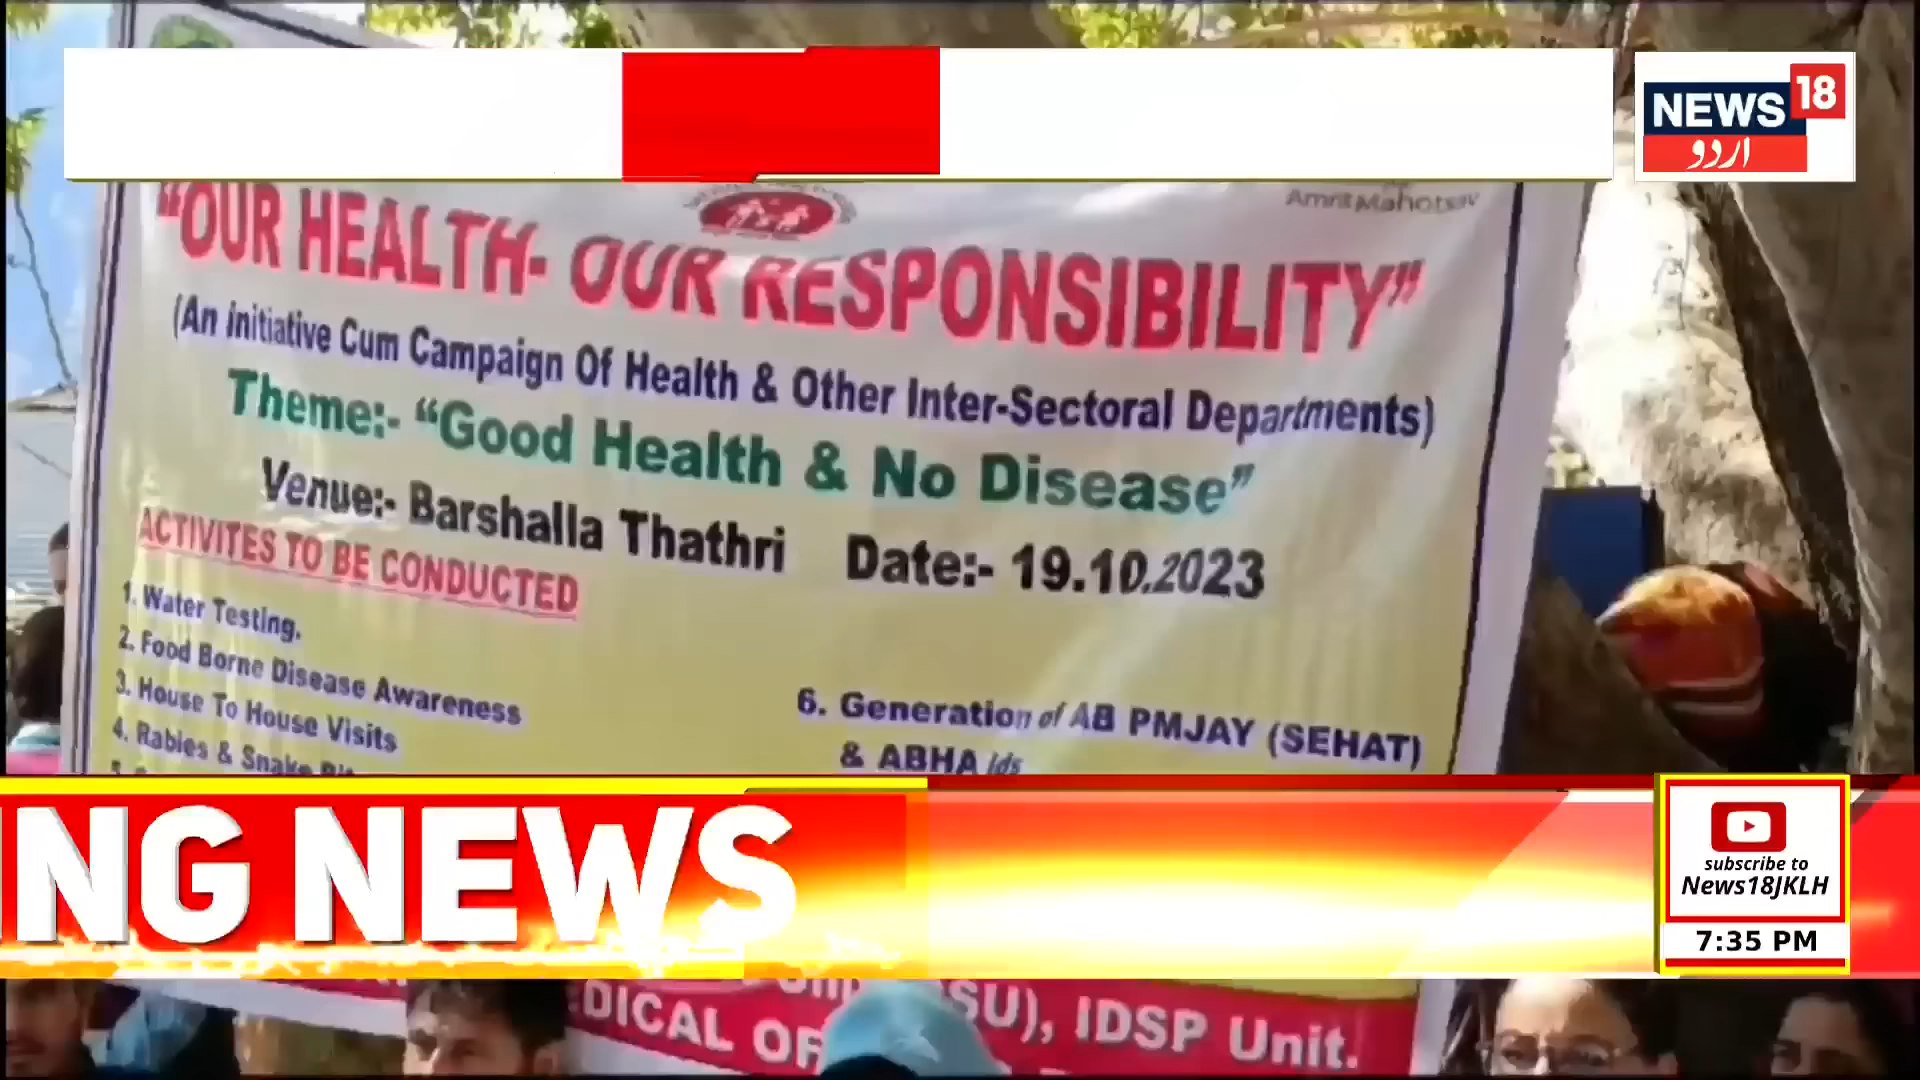 NEWS 18
اردو
Amrit Mahotsav
"OUR HEALTH- OUR RESPONSIBILITY"
(An initiative Cum Campaign Of Health & Other Inter-Sectoral Departments)
Theme:- "Good Health & No Disease"
Venue:- Barshalla Thathri Date:- 19.10.2023
ACTIVITES TO BE CONDUCTED
1. Water Testing.
2. Food Borne Disease Awareness
3. House To House Visits
4. Rabies & Snake
6. Generation of AB PMJAY (SEHAT)
& ABHA ids
NG NEWS
subscribe to
News18JKLH
7:35 PM
SU), IDSP Unit.
DICAL OF